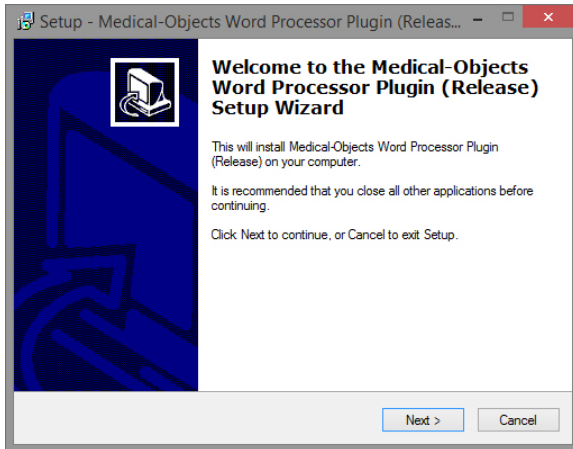 Setup - Medical-Objects Word Processor Plugin (Releas...
Welcome to the Medical-Objects
Word Processor Plugin (Release)
Setup Wizard
This will install Medical-Objects Word Processor Plugin
(Release) on your computer.
It is recommended that you close all other applications before
continuing.
Click Next to continue, or Cancel to exit Setup.
Next >
Cancel